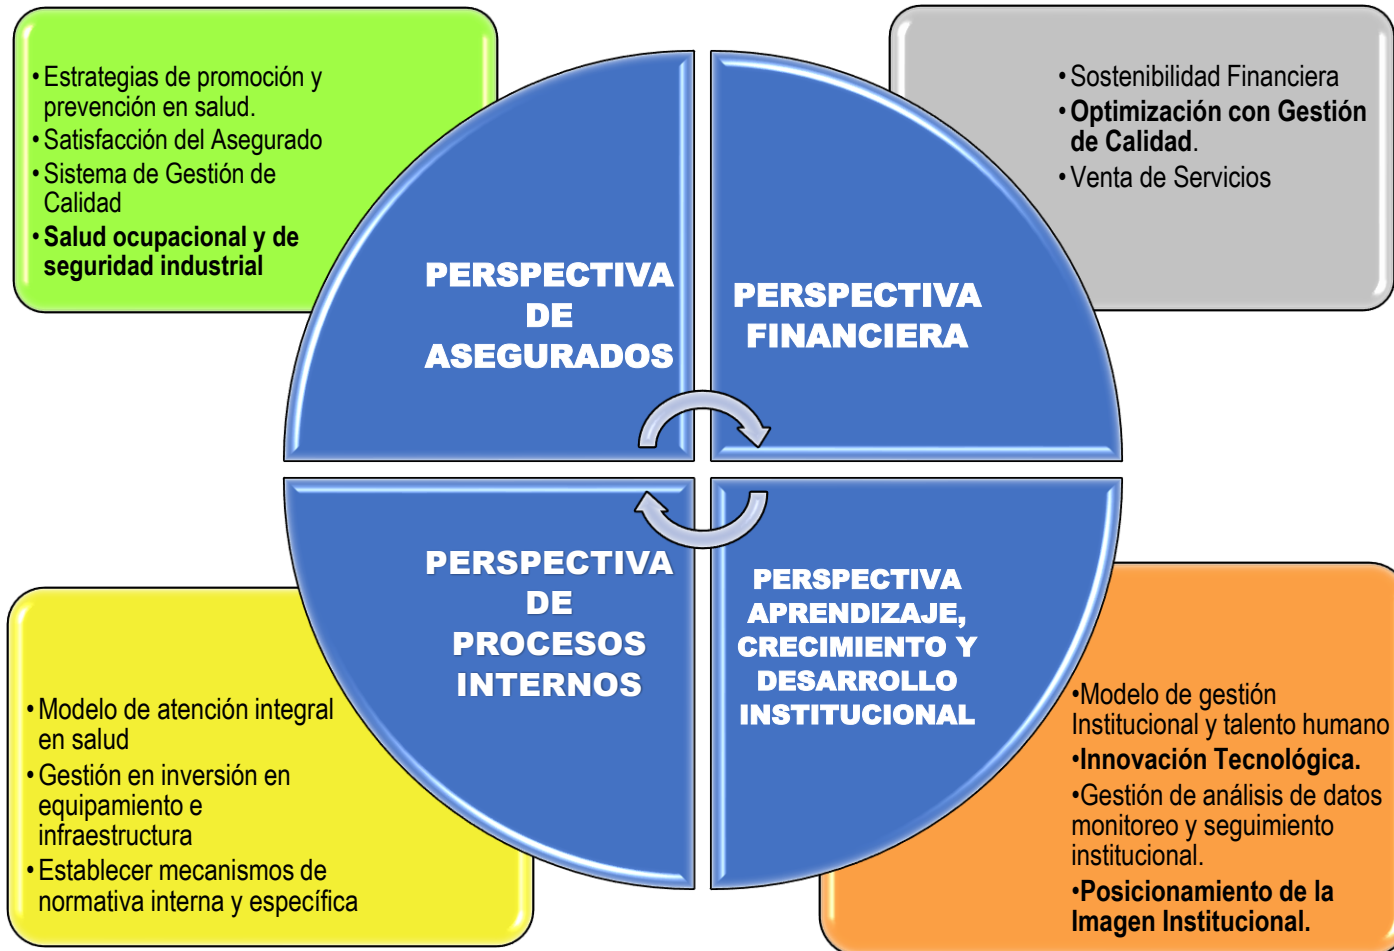 • Estrategias de promoción y
prevención en salud.
• Satisfacción del Asegurado
• Sistema de Gestión de
Calidad
• Salud ocupacional y de
seguridad industrial
• Sostenibilidad Financiera
• Optimización con Gestión
de Calidad.
• Venta de Servicios
PERSPECTIVA
DE
ASEGURADOS
PERSPECTIVA
FINANCIERA
PERSPECTIVA
DE
PROCESOS
INTERNOS
PERSPECTIVA
APRENDIZAJE,
CRECIMIENTO Y
DESARROLLO
INSTITUCIONAL
• Modelo de atención integral
en salud
• Gestión en inversión en
equipamiento e
infraestructura
• Establecer mecanismos de
normativa interna y específica
•Modelo de gestión
Institucional y talento humano
•Innovación Tecnológica.
•Gestión de análisis de datos
monitoreo y seguimiento
institucional.
•Posicionamiento de la
Imagen Institucional.